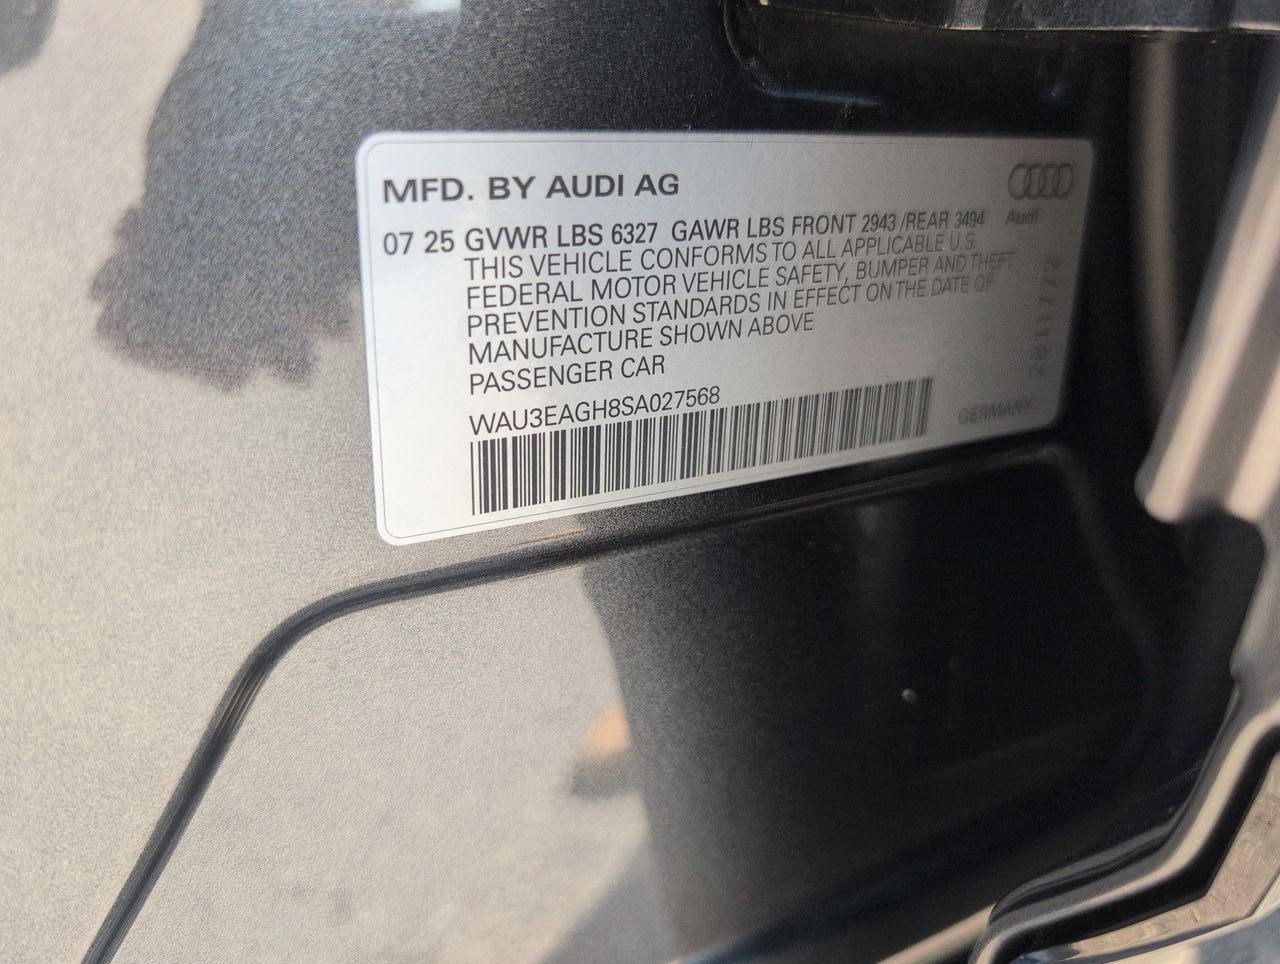 MFD. BY AUDI AG
Audi
07 25 GVWR LBS 6327 GAWR LBS FRONT 2943 /REAR 3494
THIS VEHICLE CONFORMS TO ALL APPLICABLE U.S.
FEDERAL MOTOR VEHICLE SAFETY, BUMPER AND THEFT
PREVENTION STANDARDS IN EFFECT ON THE DATE OF
MANUFACTURE SHOWN ABOVE
PASSENGER CAR
WAU3EAGH8SA027568
GERMANY